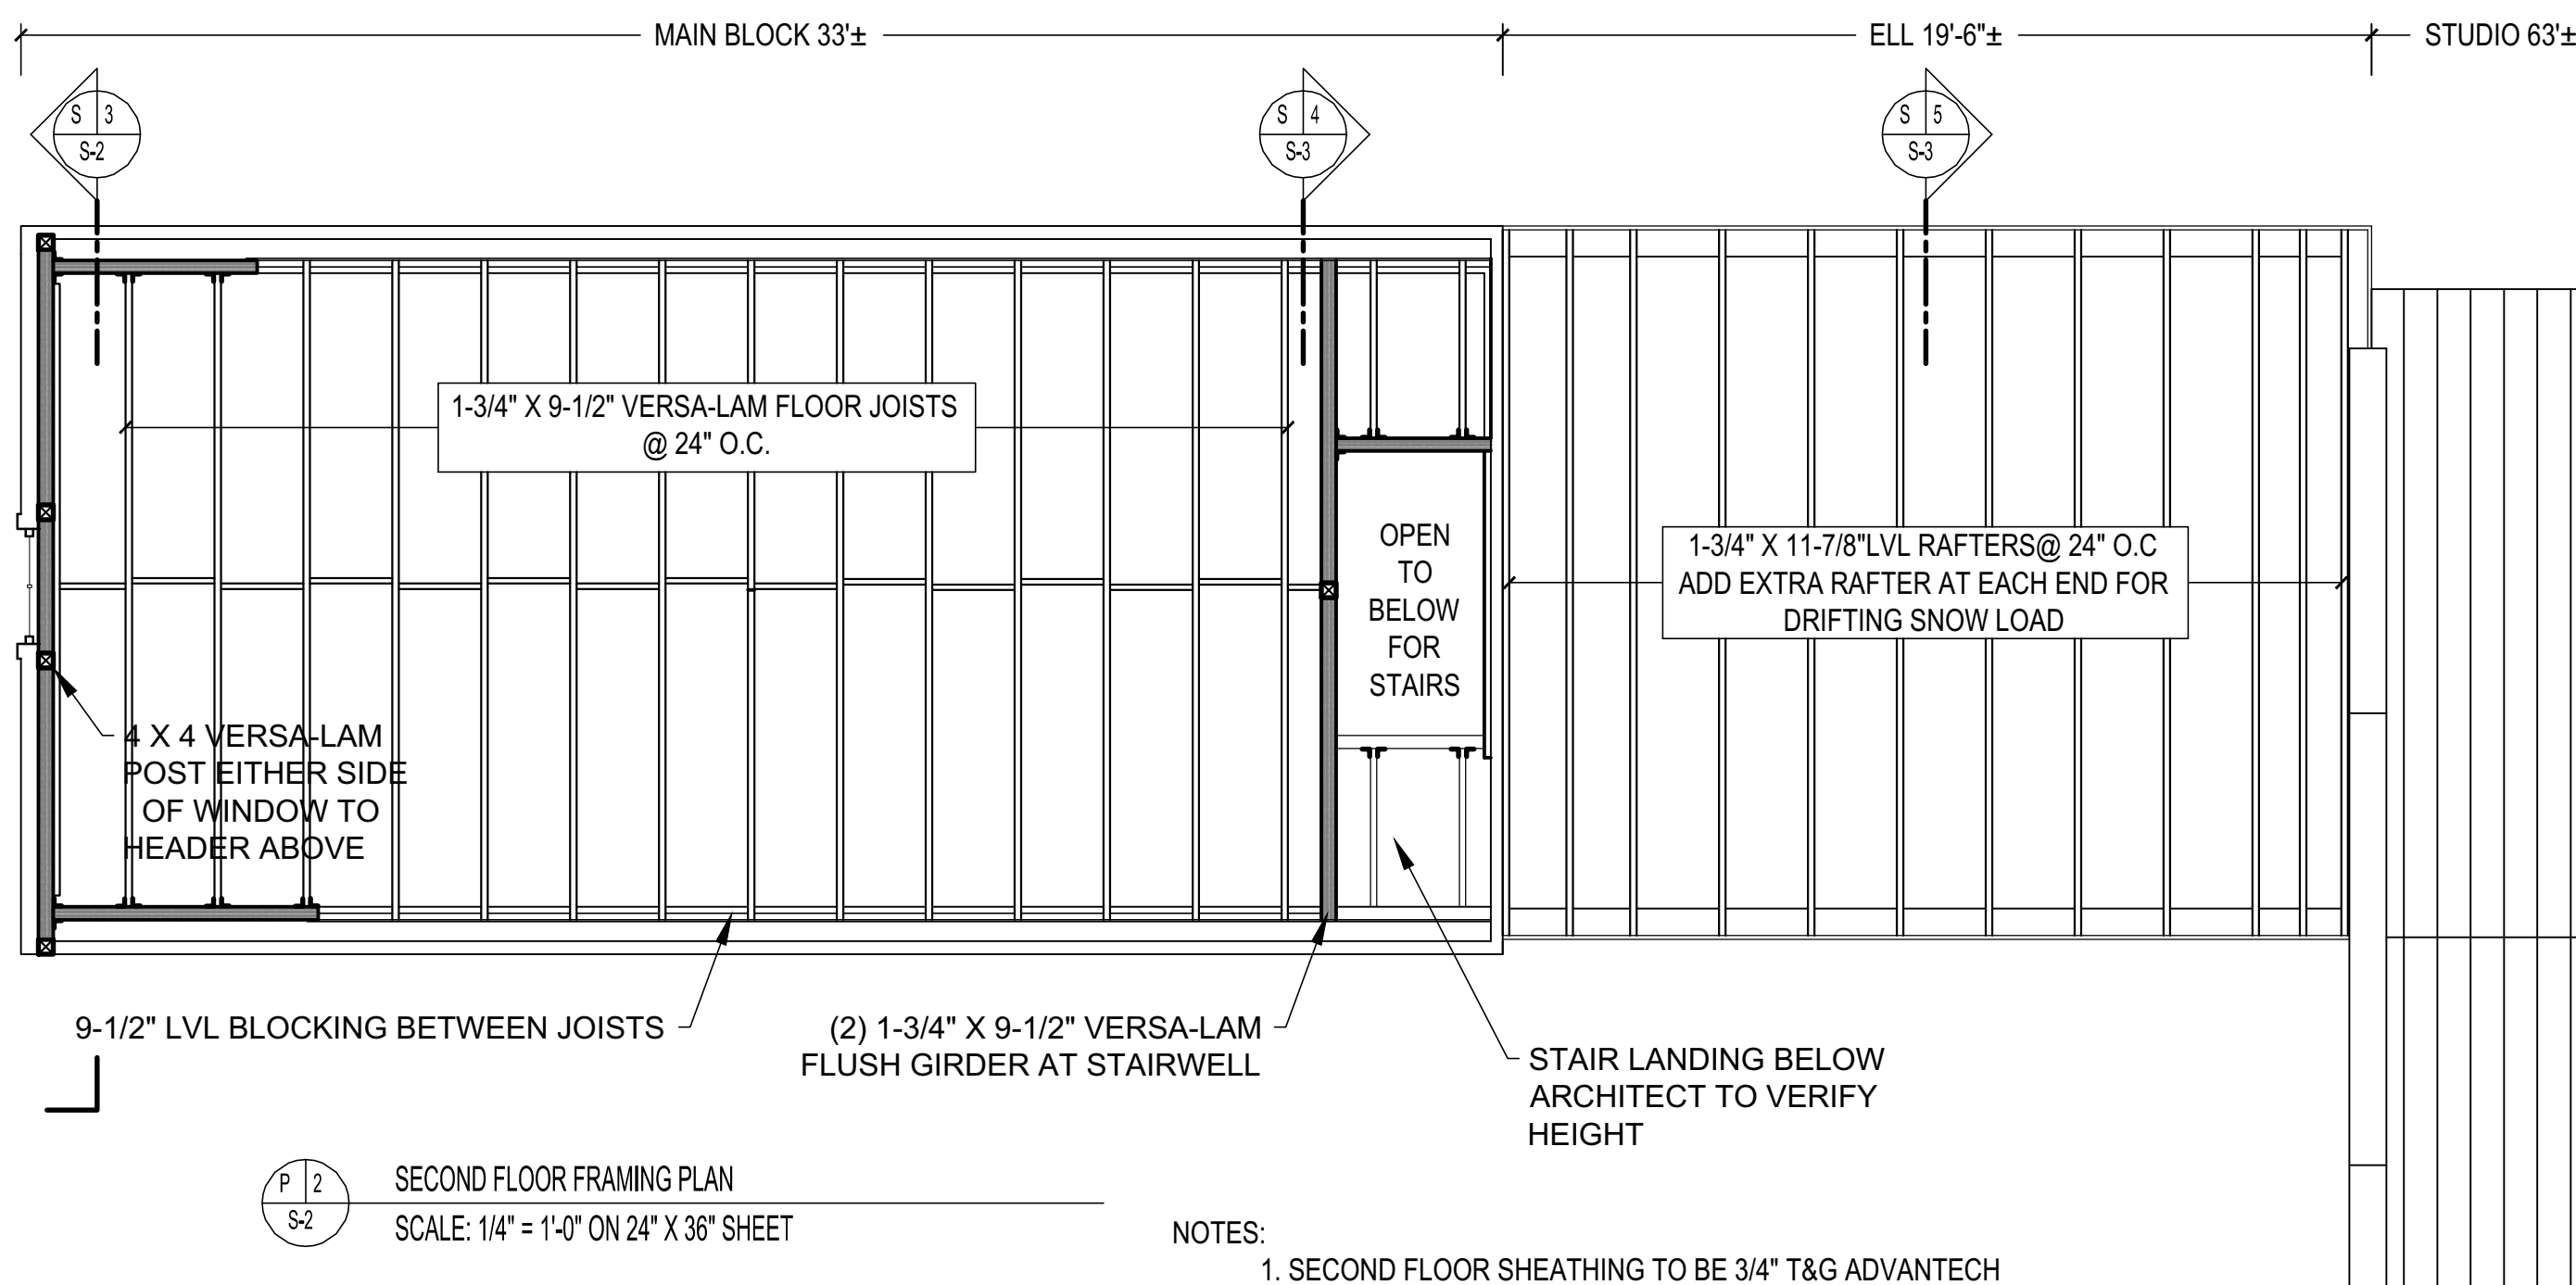 MAIN BLOCK 33'±
ELL 19'-6"±
STUDIO 63'±
S 3
S-2
S 4
S-3
S 5
S-3
1-3/4" X 9-1/2" VERSA-LAM FLOOR JOISTS
@ 24" O.C.
OPEN
TO
BELOW
FOR
STAIRS
1-3/4" X 11-7/8"LVL RAFTERS@ 24" O.C
ADD EXTRA RAFTER AT EACH END FOR
DRIFTING SNOW LOAD
4 X 4 VERSA-LAM
POST EITHER SIDE
OF WINDOW TO
HEADER ABOVE
9-1/2" LVL BLOCKING BETWEEN JOISTS
(2) 1-3/4" X 9-1/2" VERSA-LAM
FLUSH GIRDER AT STAIRWELL
STAIR LANDING BELOW
ARCHITECT TO VERIFY
HEIGHT
P 2
S-2
SECOND FLOOR FRAMING PLAN
SCALE: 1/4" = 1'-0" ON 24" X 36" SHEET
NOTES:
1. SECOND FLOOR SHEATHING TO BE 3/4" T&G ADVANTECH